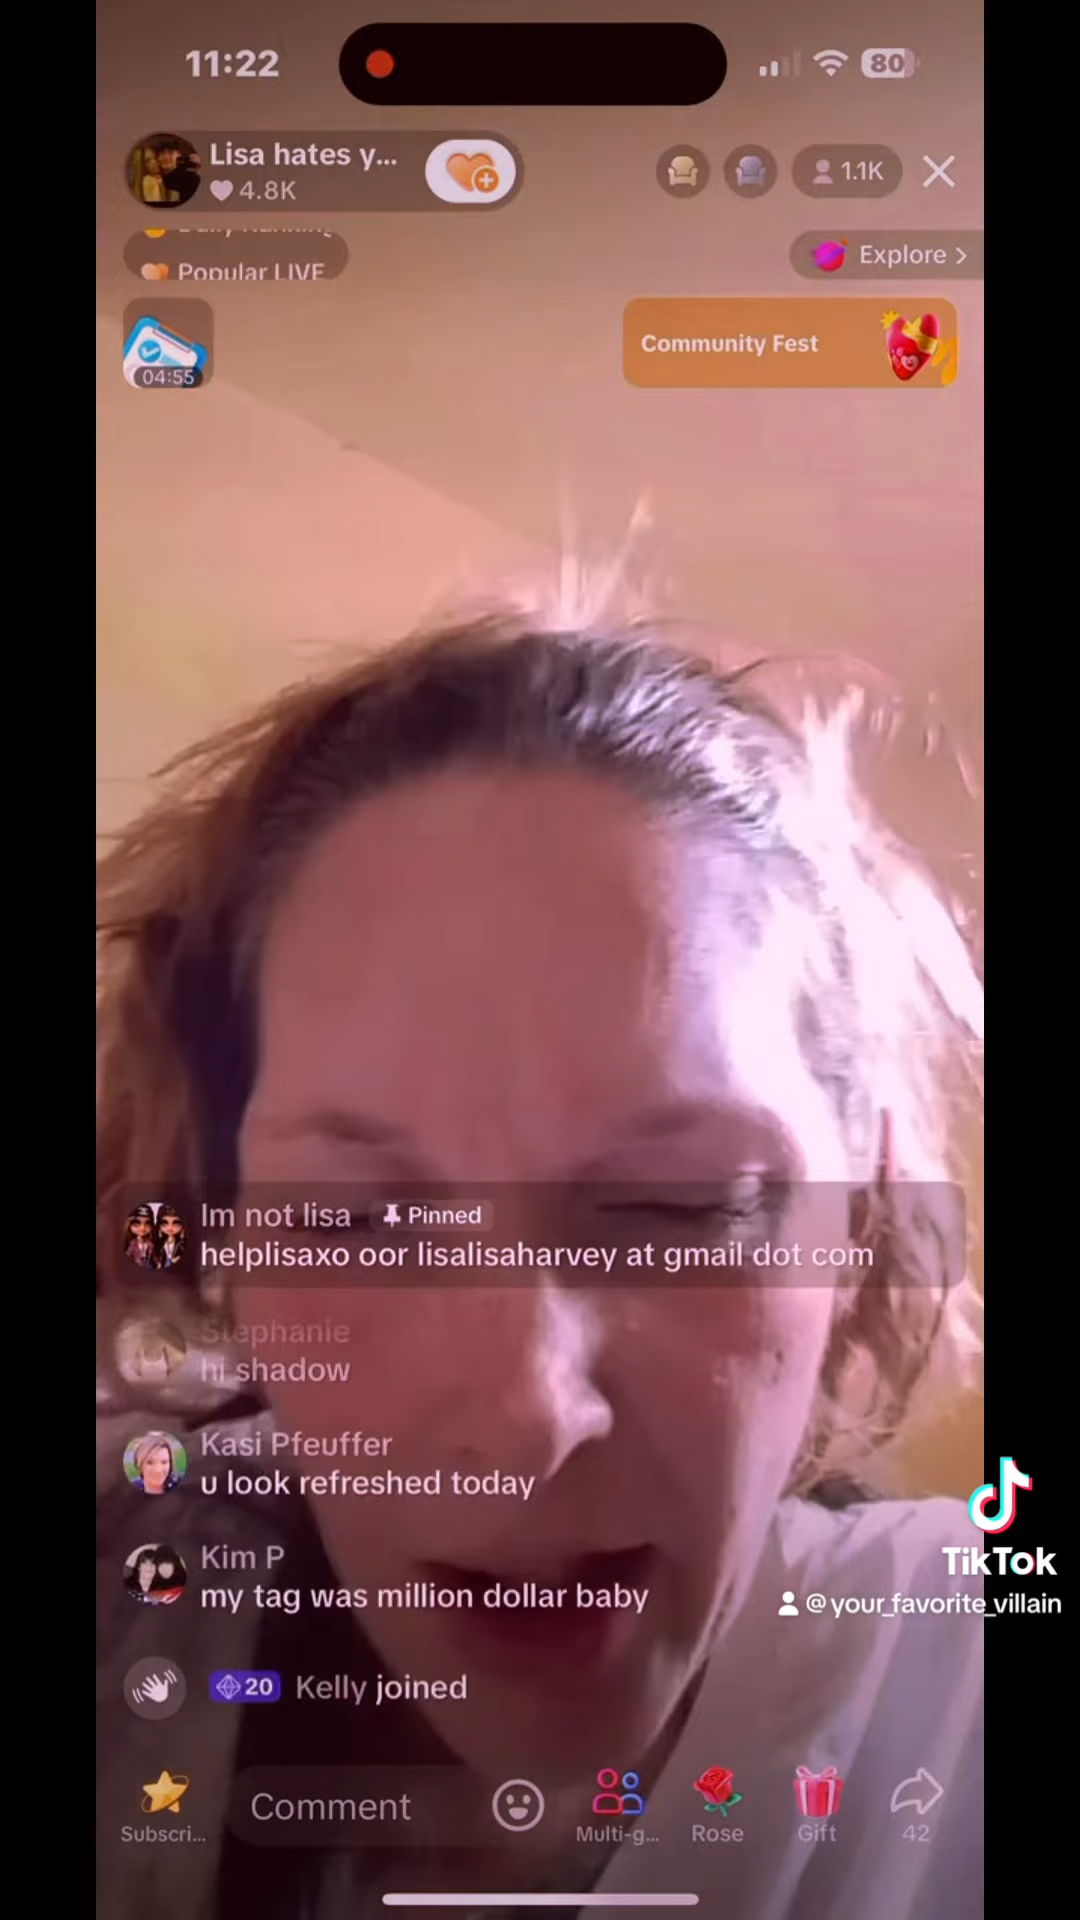 11:22
80
Lisa hates y...
4.8K
1.1K
Daily Ranking
Popular LIVE
Explore >
04:55
Community Fest
Im not lisa Pinned
helplisaxo oor lisalisaharvey at gmail dot com
Stephanie
hi shadow
Kasi Pfeuffer
u look refreshed today
Kim P
my tag was million dollar baby
TikTok
@your_favorite_villain
20 Kelly joined
Comment
Subscri...
Multi-g...
Rose
Gift
42